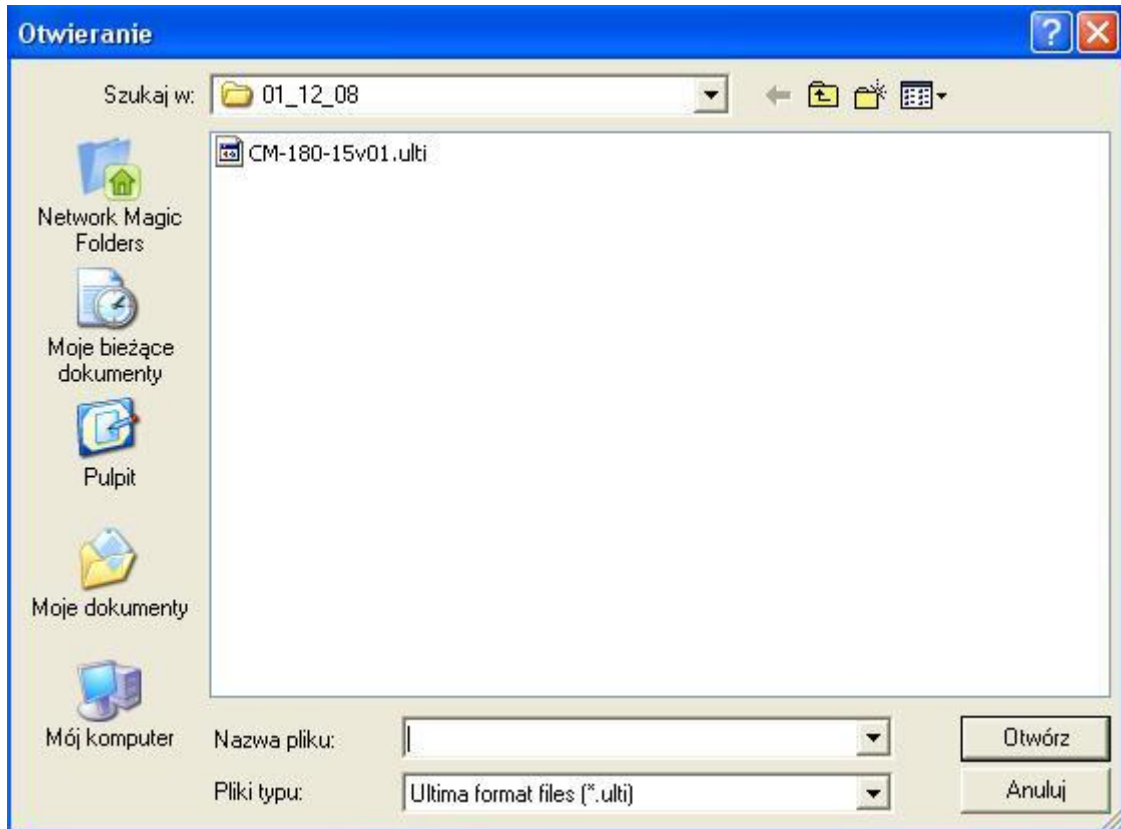 Otwieranie
Szukaj w: 01_12_08
CM-180-15v01.ulti
Network Magic
Folders
Moje bieżące
dokumenty
Pulpit
Moje dokumenty
Mój komputer
Nazwa pliku:
Otwórz
Pliki typu: Ultima format files (*.ulti)
Anuluj